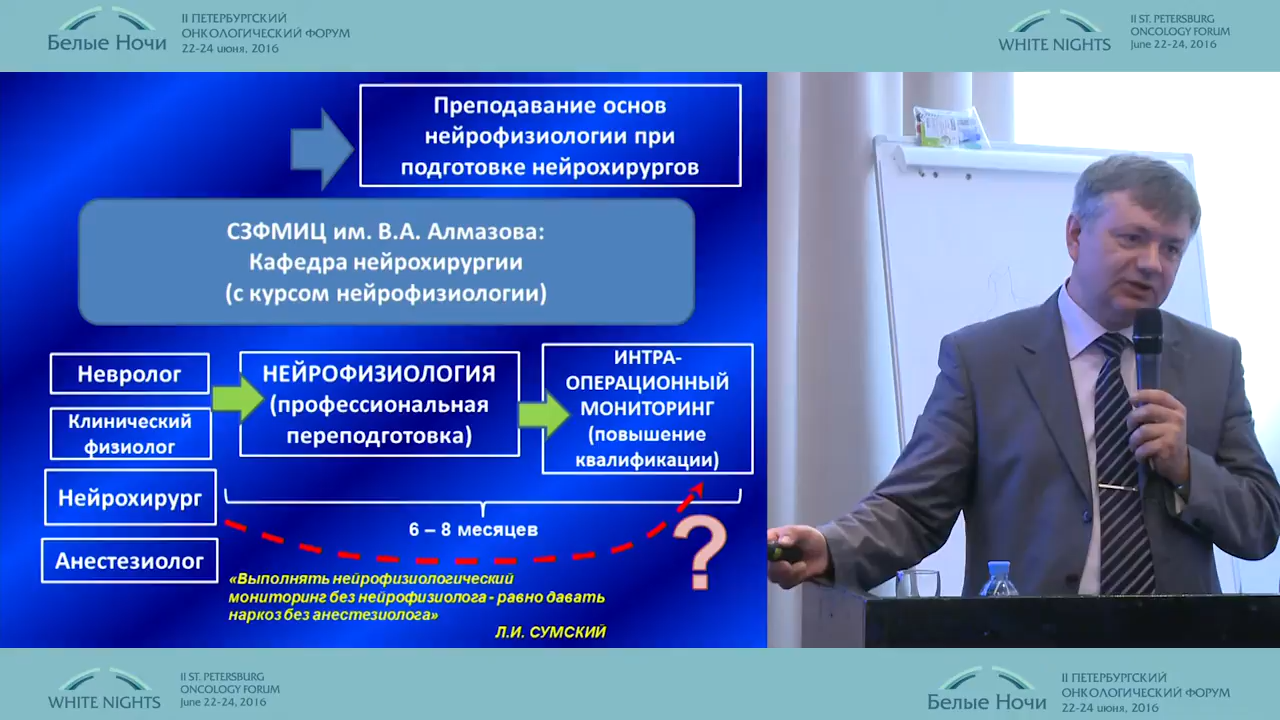 Белые Ночи
II ПЕТЕРБУРГСКИЙ
ОНКОЛОГИЧЕСКИЙ ФОРУМ
22-24 июня, 2016
WHITE NIGHTS
II ST. PETERSBURG
ONCOLOGY FORUM
June 22-24, 2016
Преподавание основ
нейрофизиологии при
подготовке нейрохирургов
СЗФМИЦ им. В.А. Алмазова:
Кафедра нейрохирургии
(с курсом нейрофизиологии)
Невролог
Клинический
физиолог
Нейрохирург
Анестезиолог
НЕЙРОФИЗИОЛОГИЯ
(профессиональная
переподготовка)
ИНТРА-
ОПЕРАЦИОННЫЙ
МОНИТОРИНГ
(повышение
квалификации)
6 – 8 месяцев
?
«Выполнять нейрофизиологический
мониторинг без нейрофизиолога - равно давать
наркоз без анестезиолога»
Л.И. СУМСКИЙ
WHITE NIGHTS
II ST. PETERSBURG
ONCOLOGY FORUM
June 22-24, 2016
Белые Ночи
II ПЕТЕРБУРГСКИЙ
ОНКОЛОГИЧЕСКИЙ ФОРУМ
22-24 июня, 2016